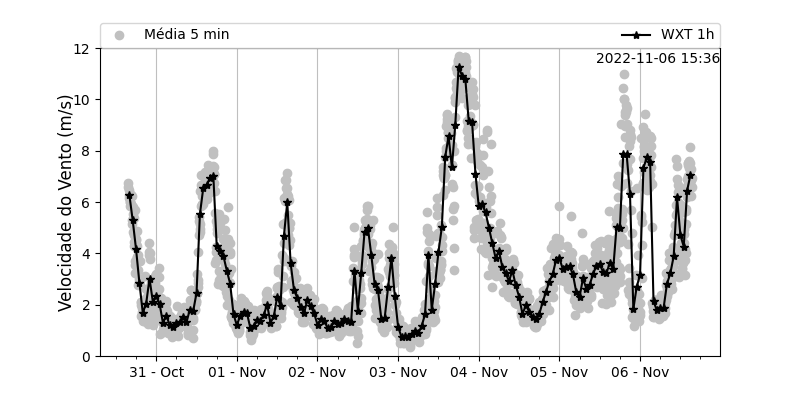 Média 5 min
WXT 1h
2022-11-06 15:36
Velocidade do Vento (m/s)
12
10
8
6
4
2
0
31 - Oct
01 - Nov
02 - Nov
03 - Nov
04 - Nov
05 - Nov
06 - Nov